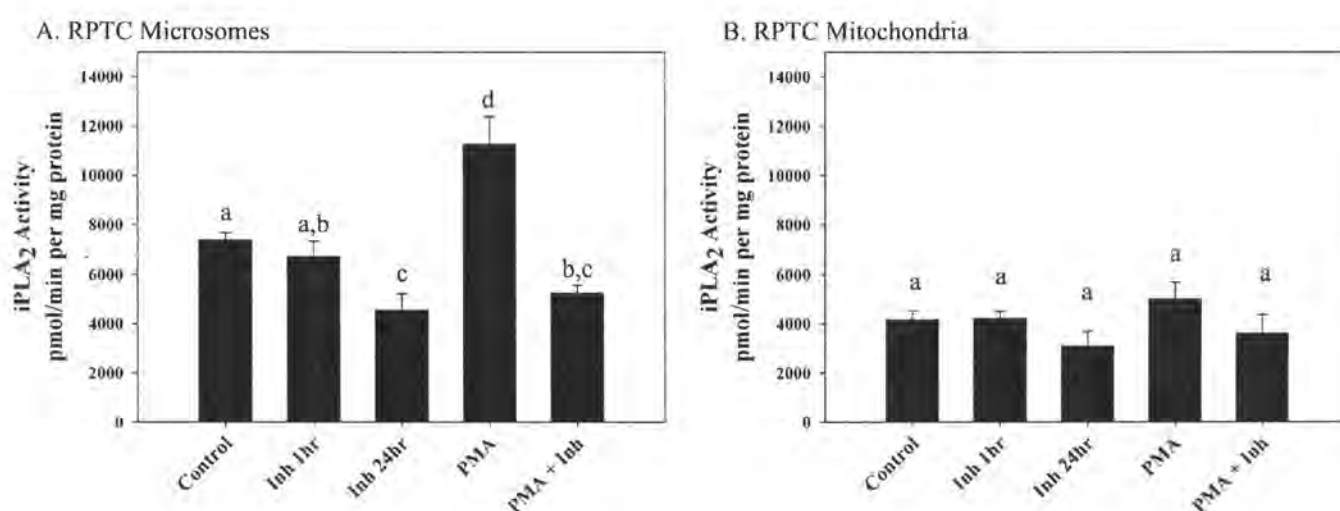 A. RPTC Microsomes
iPLA2 Activity
pmol/min per mg protein
14000
12000
10000
8000
6000
4000
2000
0
a
a,b
c
d
b,c
Control
Inh 1hr
Inh 24hr
PMA
PMA + Inh
B. RPTC Mitochondria
iPLA2 Activity
pmol/min per mg protein
14000
12000
10000
8000
6000
4000
2000
0
a
a
a
a
a
Control
Inh 1hr
Inh 24hr
PMA
PMA + Inh